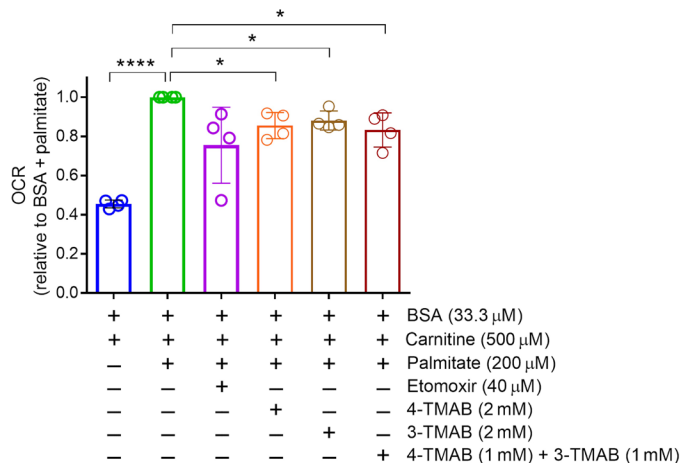 *
*
**** *
OCR
(relative to BSA + palmitate)
1.0
0.8
0.6
0.4
0.2
0.0
+ + + + + + BSA (33.3 µM)
+ + + + + + Carnitine (500 µM)
– + + + + + Palmitate (200 µM)
– – + – – – Etomoxir (40 µM)
– – – + – – 4-TMAB (2 mM)
– – – – + – 3-TMAB (2 mM)
– – – – – + 4-TMAB (1 mM) + 3-TMAB (1 mM)